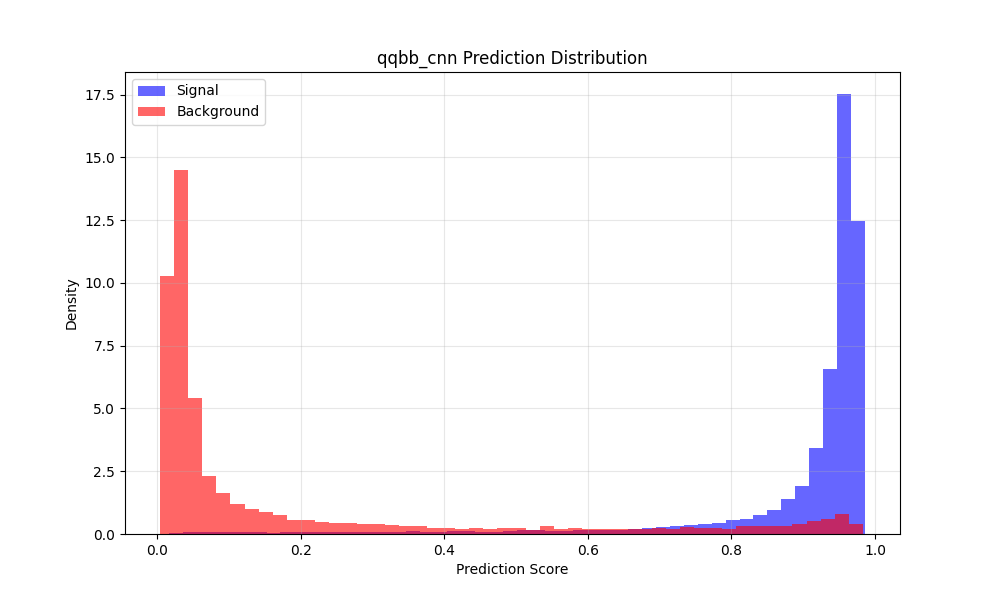 qqbb_cnn Prediction Distribution
Signal
Background
17.5
15.0
12.5
10.0
7.5
5.0
2.5
0.0
Density
0.0 0.2 0.4 0.6 0.8 1.0
Prediction Score